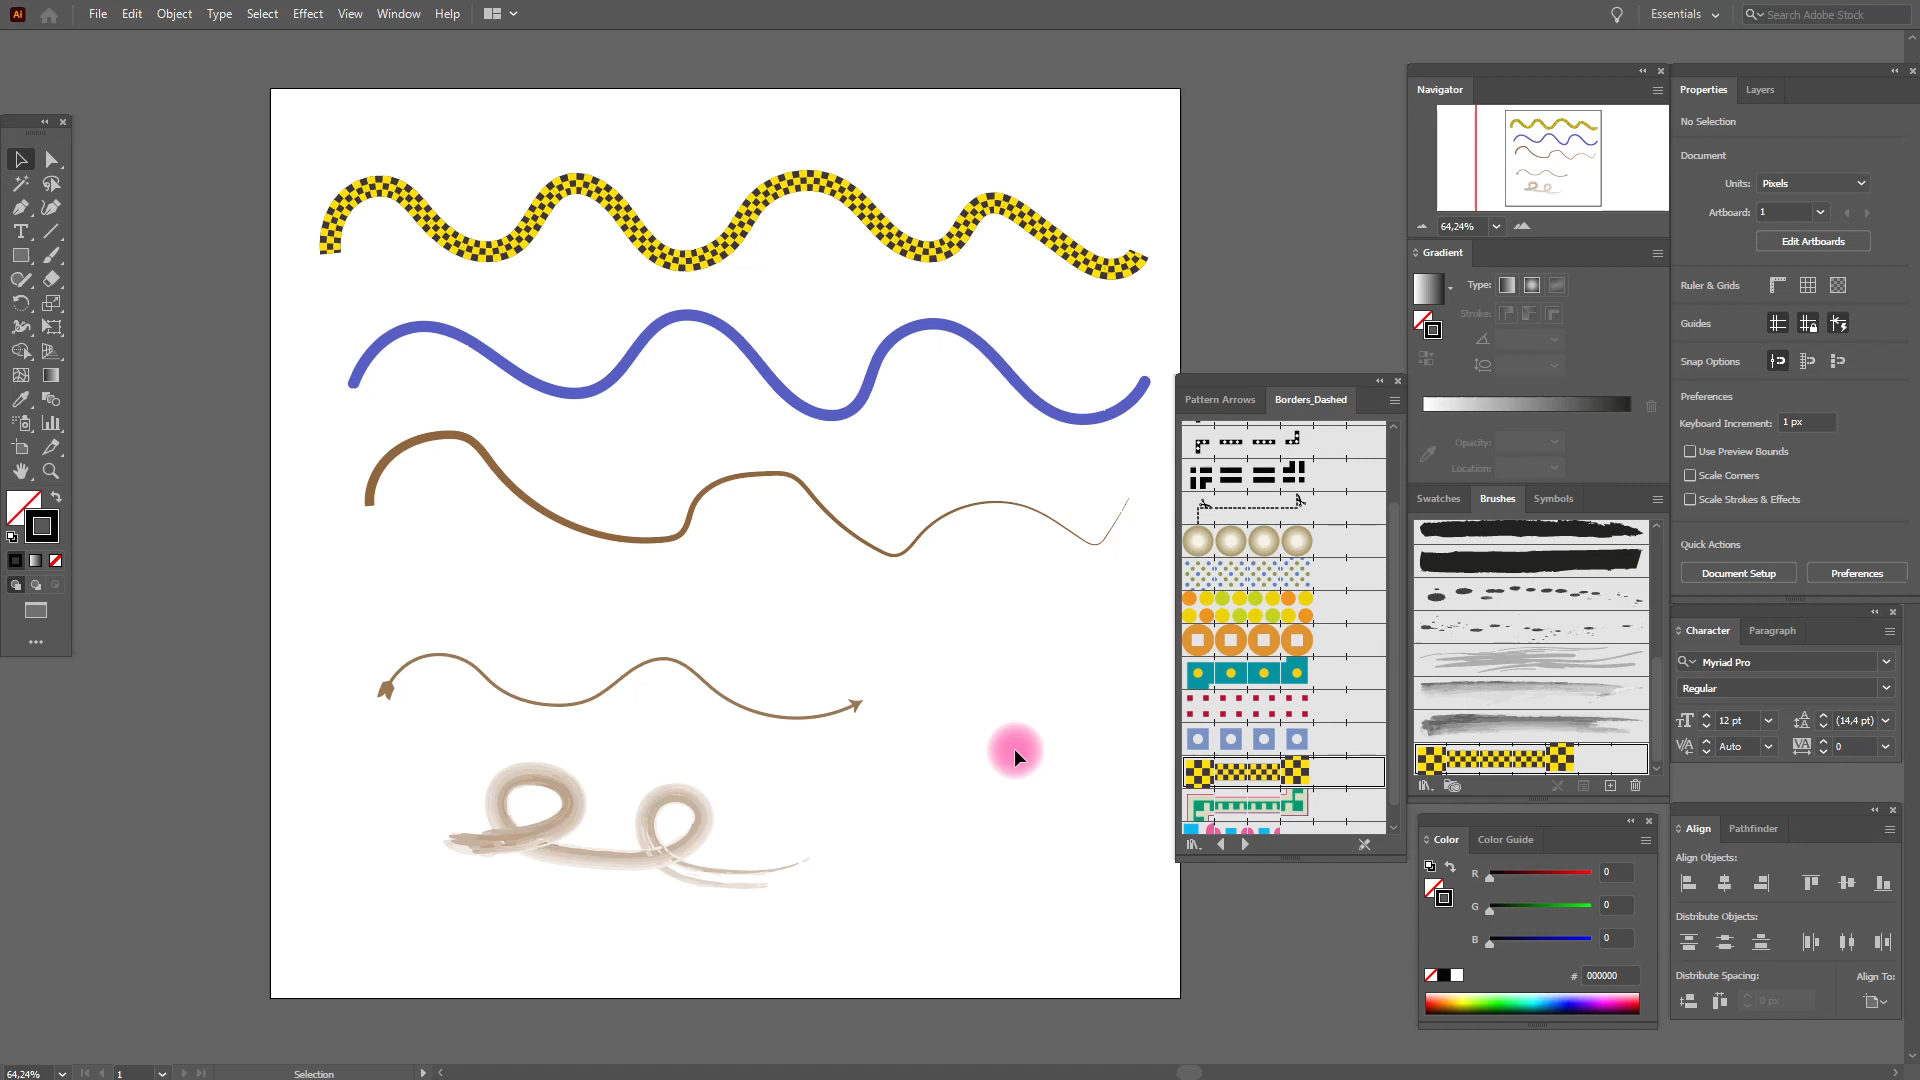 Ai File Edit Object Type Select Effect View Window Help Essentials Search Adobe Stock
Navigator
64,24%
Gradient
Type:
Stroke:
Opacity:
Location:
Pattern Arrows Borders_Dashed
Swatches Brushes Symbols
Color Color Guide
R 0
G 0
B 0
# 000000
Properties Layers
No Selection
Document
Units: Pixels
Artboard: 1
Edit Artboards
Ruler & Grids
Guides
Snap Options
Preferences
Keyboard Increment: 1 px
Use Preview Bounds
Scale Corners
Scale Strokes & Effects
Quick Actions
Document Setup Preferences
Character Paragraph
Myriad Pro
Regular
12 pt (14,4 pt)
Auto 0
Align Pathfinder
Align Objects:
Distribute Objects:
Distribute Spacing: Align To:
0 px
64,24% 1 Selection